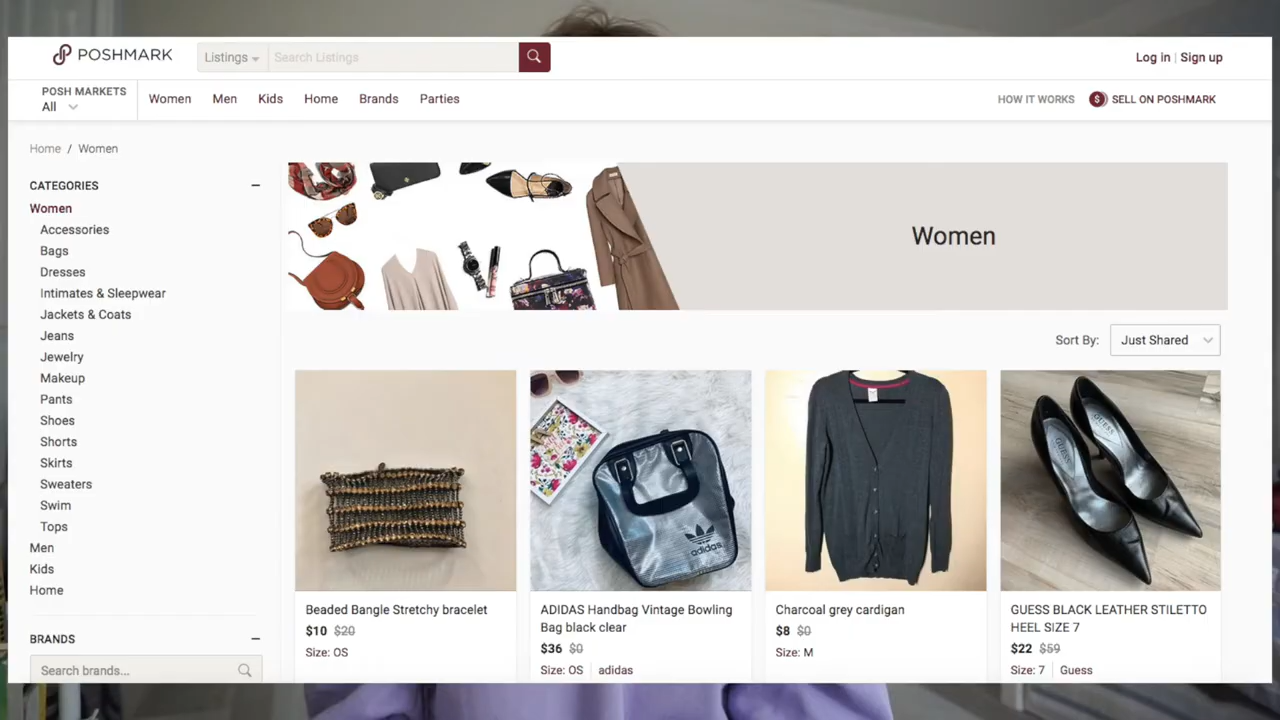 POSHMARK
Listings
Search Listings
Log in | Sign up
POSH MARKETS
All
Women
Men
Kids
Home
Brands
Parties
HOW IT WORKS
$ SELL ON POSHMARK
Home / Women
CATEGORIES
Women
Accessories
Bags
Dresses
Intimates & Sleepwear
Jackets & Coats
Jeans
Jewelry
Makeup
Pants
Shoes
Shorts
Skirts
Sweaters
Swim
Tops
Men
Kids
Home
BRANDS
Search brands...
Women
Sort By:
Just Shared
Beaded Bangle Stretchy bracelet
$10 $20
Size: OS
adidas
ADIDAS Handbag Vintage Bowling
Bag black clear
$36 $0
Size: OS | adidas
Charcoal grey cardigan
$8 $0
Size: M
GUESS
GUESS
GUESS BLACK LEATHER STILETTO
HEEL SIZE 7
$22 $59
Size: 7 | Guess